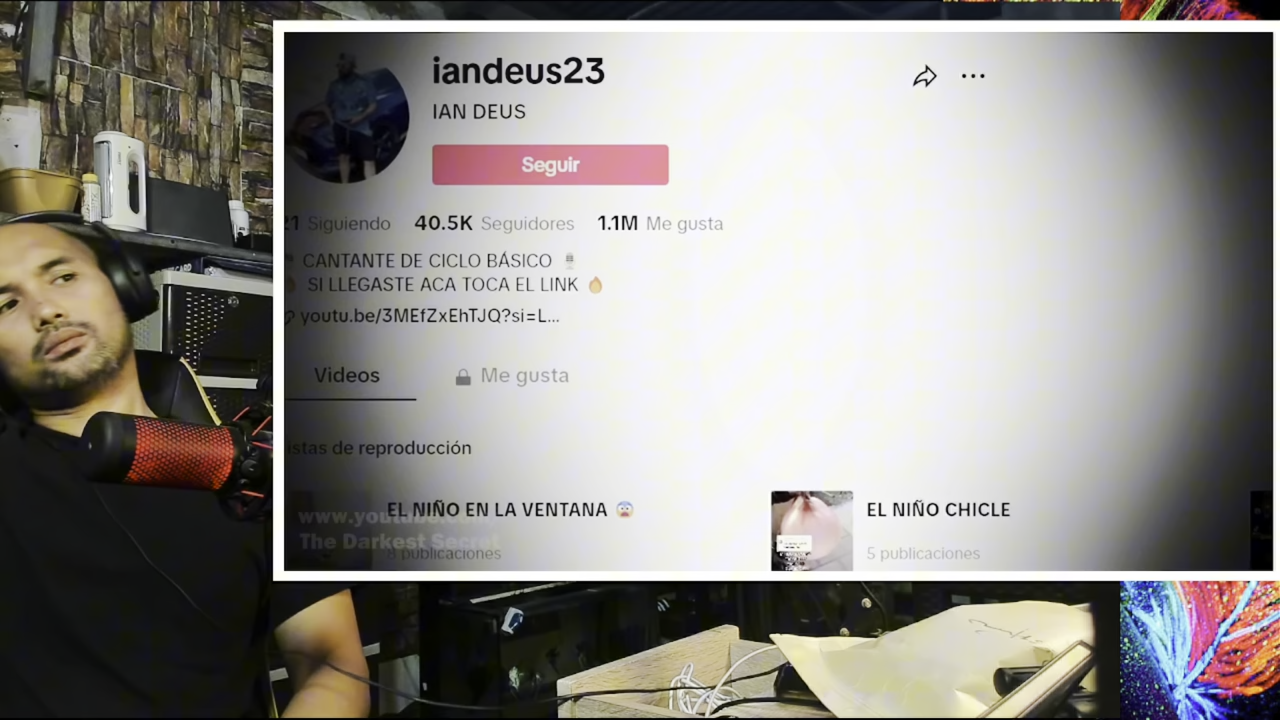 iandeus23
IAN DEUS
Seguir
21 Siguiendo 40.5K Seguidores 1.1M Me gusta
CANTANTE DE CICLO BÁSICO
SI LLEGASTE ACA TOCA EL LINK 🔥
youtu.be/3MEfZxEhTJQ?si=L...
Videos Me gusta
istas de reproducción
EL NIÑO EN LA VENTANA 😨
8 publicaciones
EL NIÑO CHICLE
5 publicaciones
www.youtube.com/
The Darkest Secret